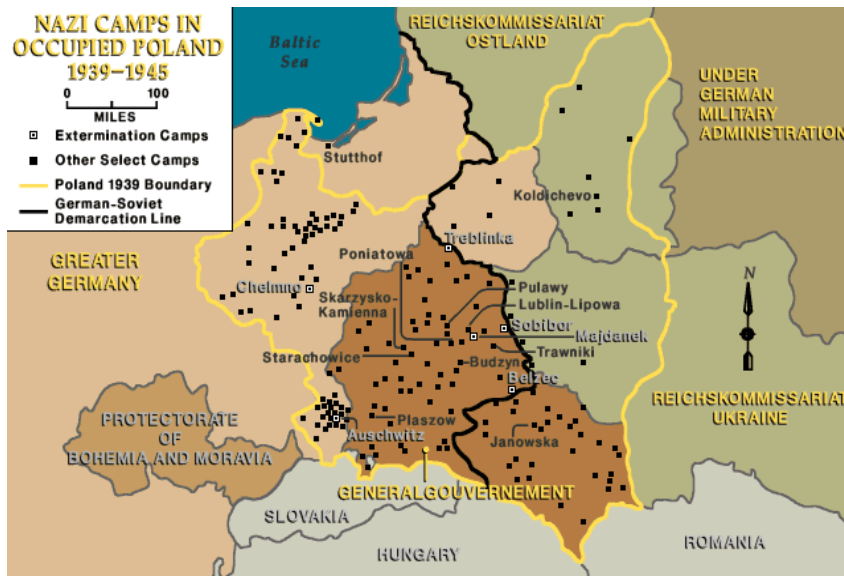 NAZI CAMPS IN
OCCUPIED POLAND
1939–1945
0 100
MILES
Extermination Camps
Other Select Camps
Poland 1939 Boundary
German-Soviet
Demarcation Line
Baltic
Sea
REICHSKOMMISSARIAT
OSTLAND
UNDER
GERMAN
MILITARY
ADMINISTRATION
Stutthof
Koldichevo
Treblinka
Poniatowa
GREATER
GERMANY
Chelmno
Skarzysko-
Kamienna
Pulawy
Lublin-Lipowa
Sobibor
Majdanek
N
Starachowice
Budzyn
Trawniki
Belzec
REICHSKOMMISSARIAT
UKRAINE
PROTECTORATE
OF
BOHEMIA AND MORAVIA
Plaszow
Auschwitz
Janowska
GENERALGOUVERNEMENT
SLOVAKIA
HUNGARY
ROMANIA